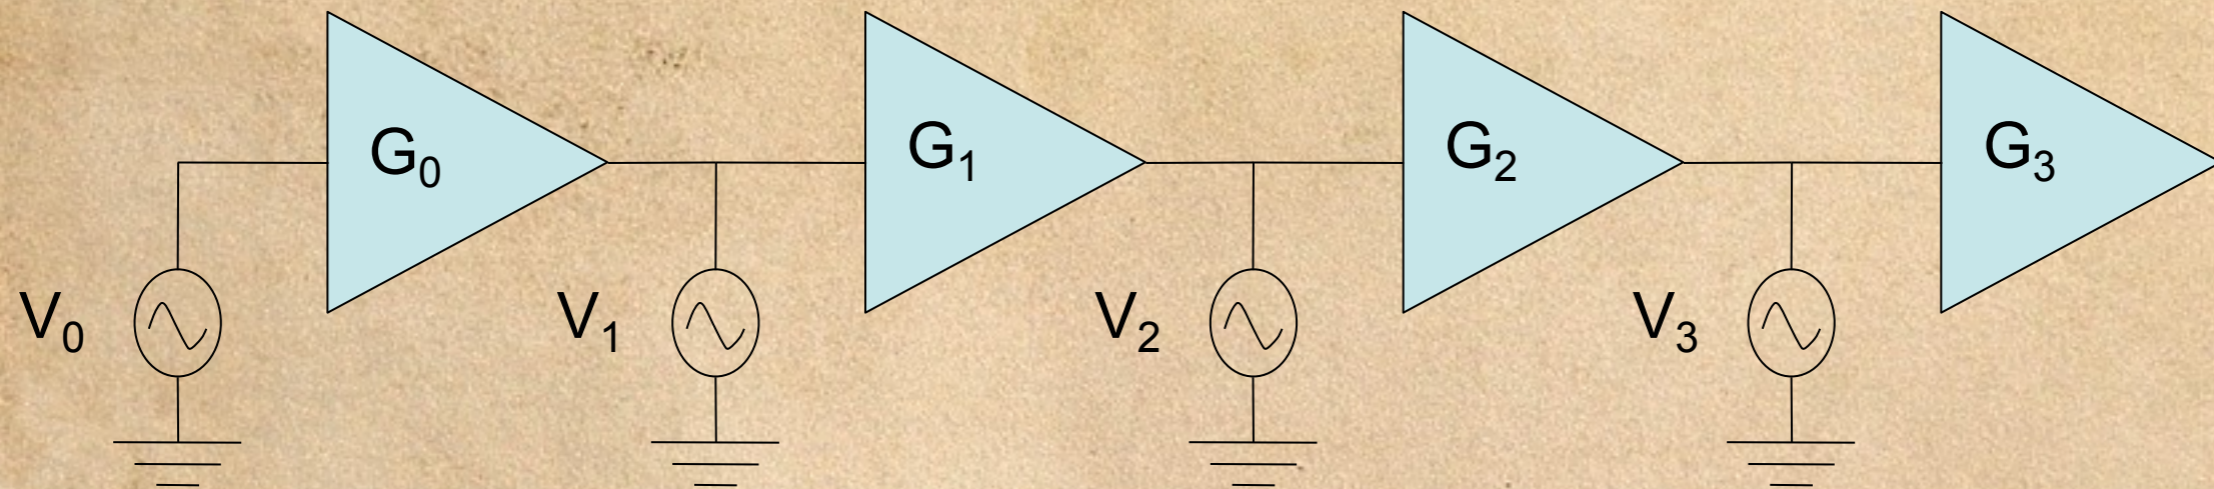 G₀
G₁
G₂
G₃
V₀
V₁
V₂
V₃